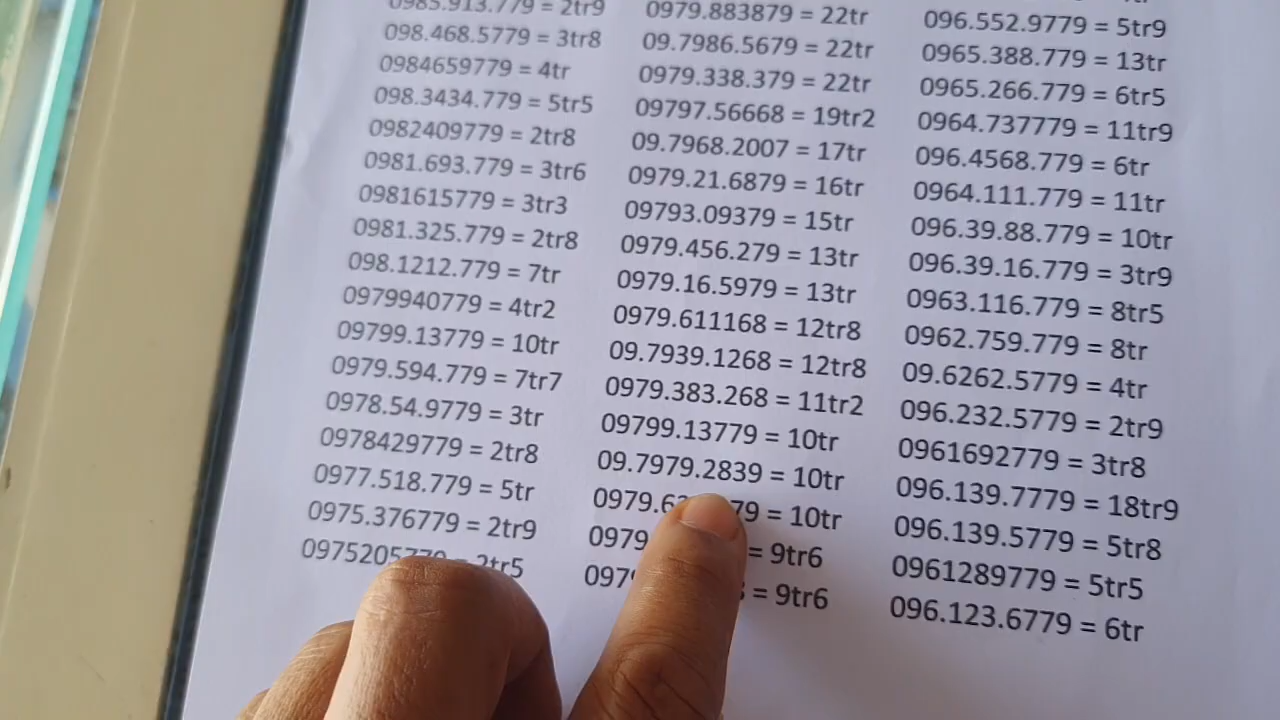 0985.913.779 = 2tr9
098.468.5779 = 3tr8
0984659779 = 4tr
098.3434.779 = 5tr5
0982409779 = 2tr8
0981.693.779 = 3tr6
0981615779 = 3tr3
0981.325.779 = 2tr8
098.1212.779 = 7tr
0979940779 = 4tr2
09799.13779 = 10tr
0979.594.779 = 7tr7
0978.54.9779 = 3tr
0978429779 = 2tr8
0977.518.779 = 5tr
0975.376779 = 2tr9
0975205779 = 2tr5
0979.883879 = 22tr
09.7986.5679 = 22tr
0979.338.379 = 22tr
09797.56668 = 19tr2
09.7968.2007 = 17tr
0979.21.6879 = 16tr
09793.09379 = 15tr
0979.456.279 = 13tr
0979.16.5979 = 13tr
0979.611168 = 12tr8
09.7939.1268 = 12tr8
0979.383.268 = 11tr2
09799.13779 = 10tr
09.7979.2839 = 10tr
= 10tr
= 9tr6
= 9tr6
096.552.9779 = 5tr9
0965.388.779 = 13tr
0965.266.779 = 6tr5
0964.737779 = 11tr9
096.4568.779 = 6tr
0964.111.779 = 11tr
096.39.88.779 = 10tr
096.39.16.779 = 3tr9
0963.116.779 = 8tr5
0962.759.779 = 8tr
09.6262.5779 = 4tr
096.232.5779 = 2tr9
0961692779 = 3tr8
096.139.7779 = 18tr9
096.139.5779 = 5tr8
0961289779 = 5tr5
096.123.6779 = 6tr